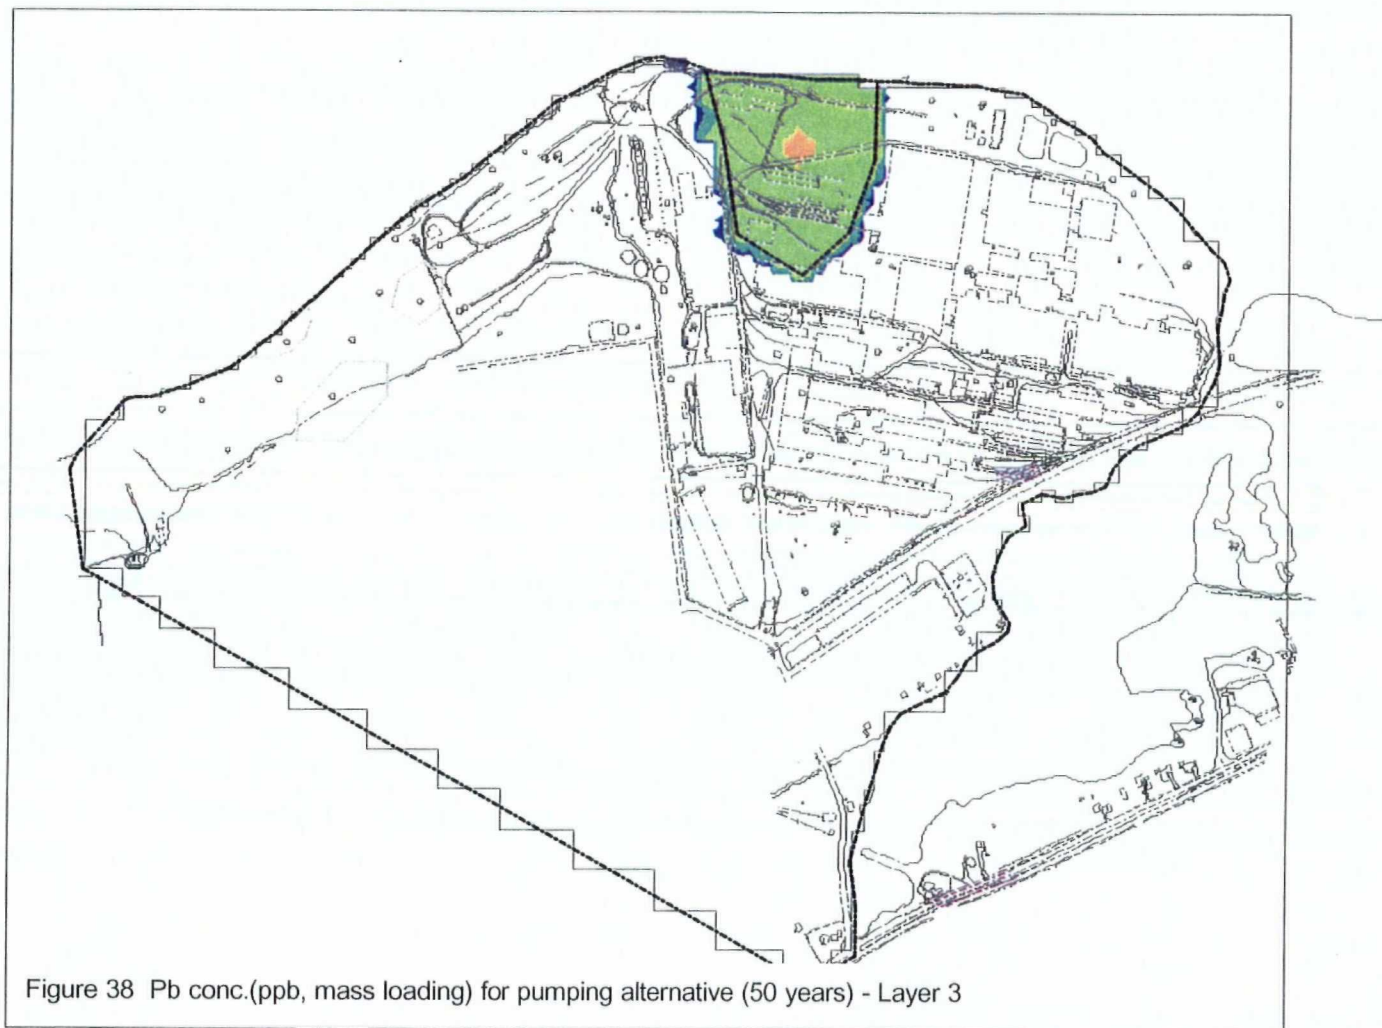 Figure 38 Pb conc.(ppb, mass loading) for pumping alternative (50 years) - Layer 3